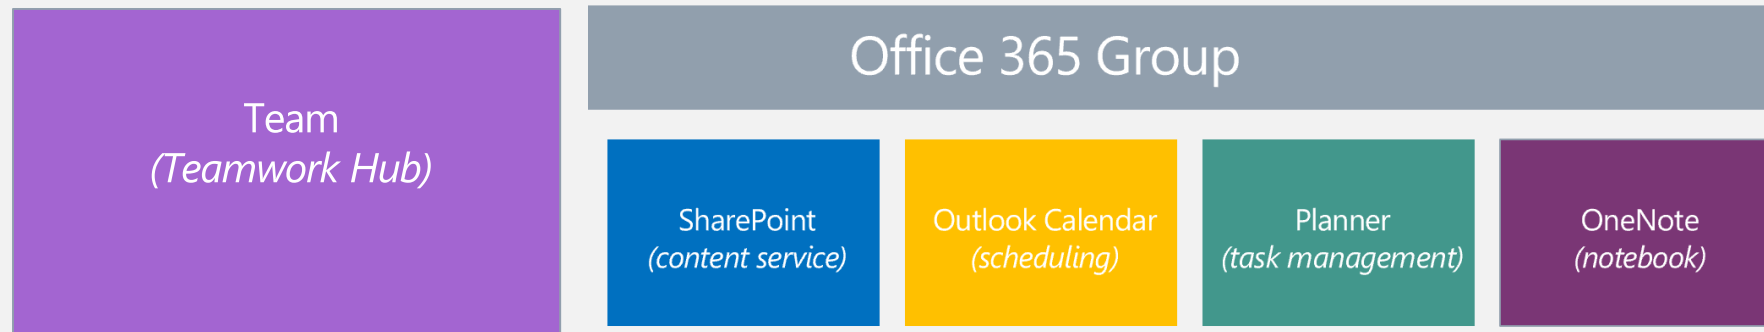 Team
(Teamwork Hub)
Office 365 Group
SharePoint
(content service)
Outlook Calendar
(scheduling)
Planner
(task management)
OneNote
(notebook)